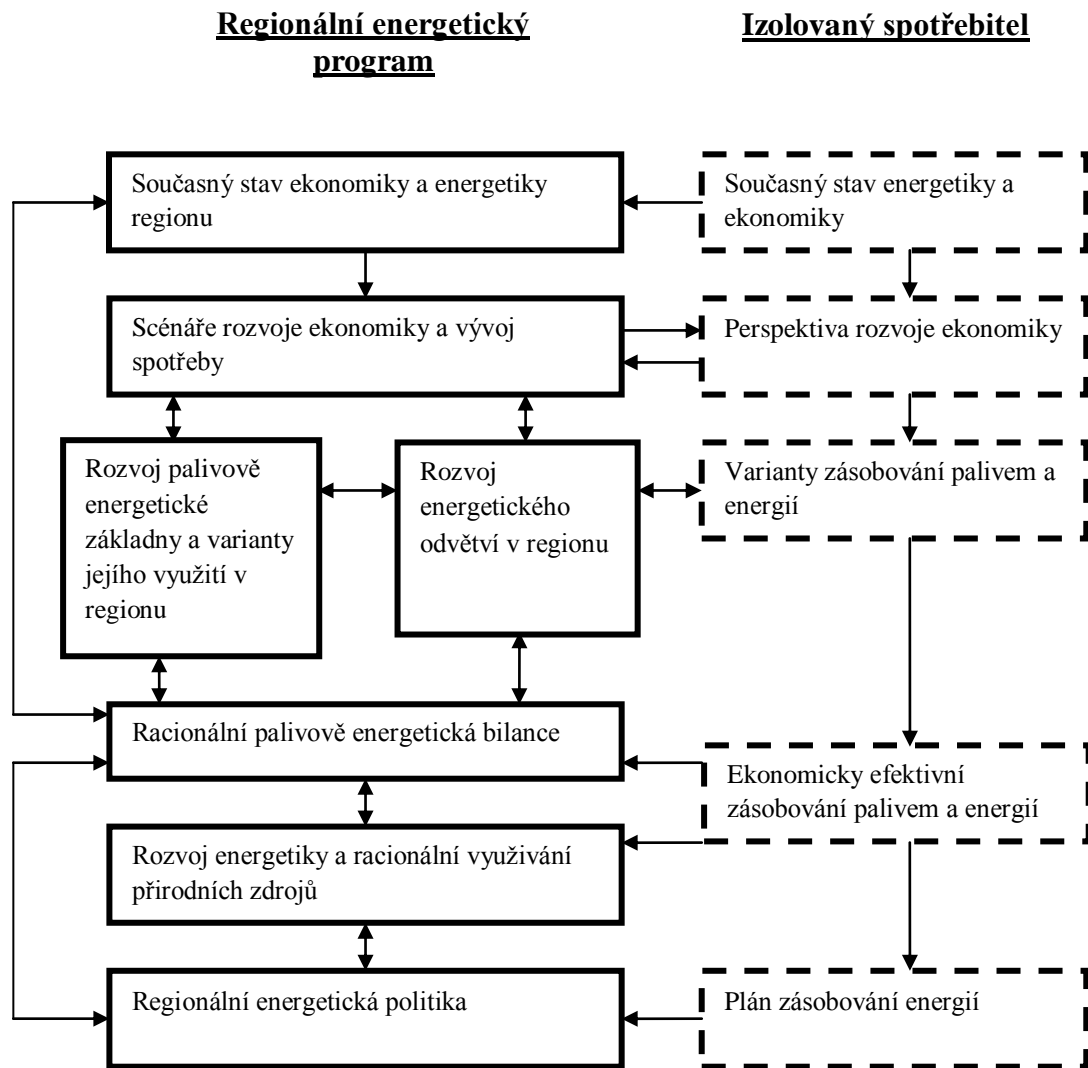 Regionální energetický
program
Izolovaný spotřebitel
Současný stav ekonomiky a energetiky
regionu
Současný stav energetiky a
ekonomiky
Scénáře rozvoje ekonomiky a vývoj
spotřeby
Perspektiva rozvoje ekonomiky
Rozvoj palivově
energetické
základny a varianty
jejího využití v
regionu
Rozvoj
energetického
odvětví v regionu
Varianty zásobování palivem a
energií
Racionální palivově energetická bilance
Ekonomicky efektivní
zásobování palivem a energií
Rozvoj energetiky a racionální využivání
přírodních zdrojů
Regionální energetická politika
Plán zásobování energií